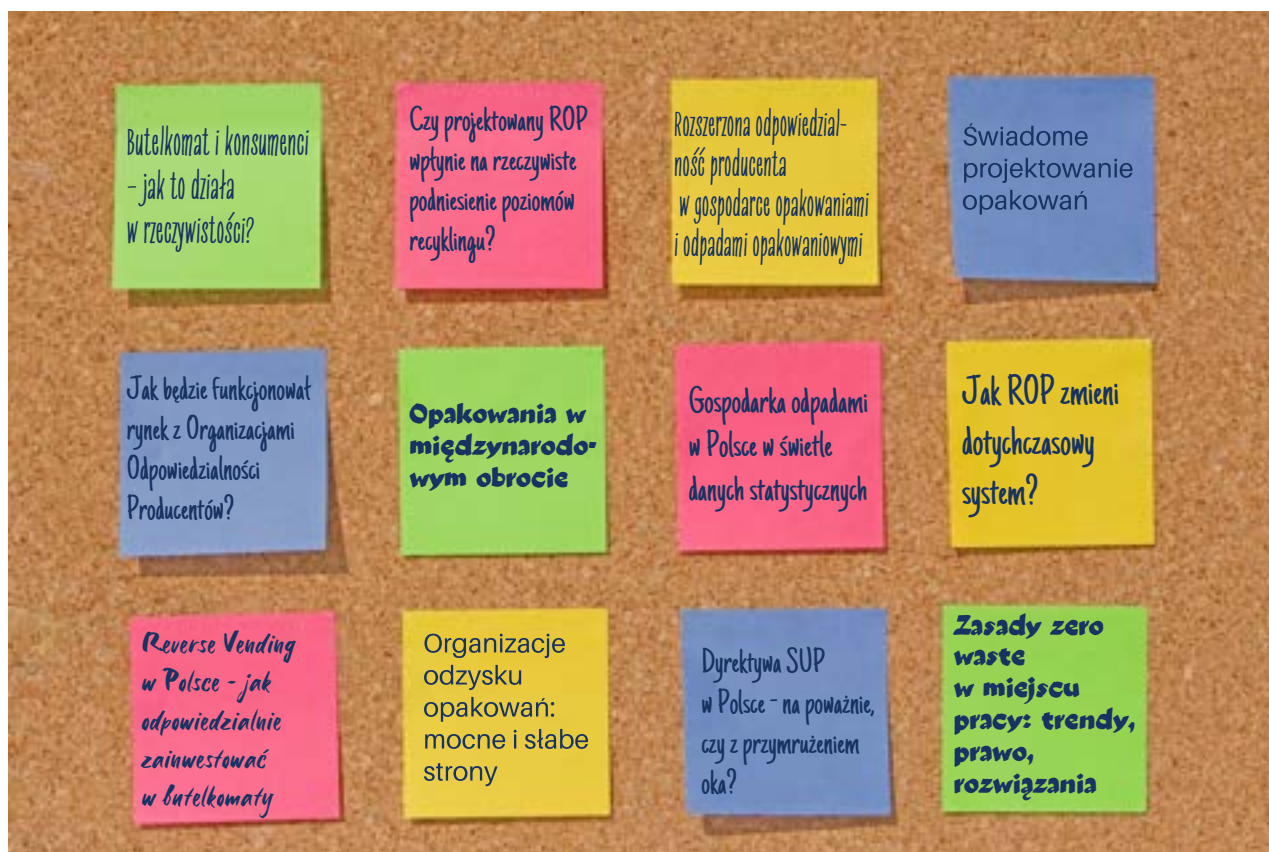 Butelkomat i konsumenci
– jak to działa
w rzeczywistości?
Czy projektowany ROP
wpłynie na rzeczywiste
podniesienie poziomów
recyklingu?
Rozszerzona odpowiedzial-
ność producenta
w gospodarce opakowaniami
i odpadami opakowaniowymi
Świadome
projektowanie
opakowań
Jak będzie funkcjonował
rynek z Organizacjami
Odpowiedzialności
Producentów?
Opakowania w
międzynarodo-
wym obrocie
Gospodarka odpadami
w Polsce w świetle
danych statystycznych
Jak ROP zmieni
dotychczasowy
system?
Reverse Vending
w Polsce - jak
odpowiedzialnie
zainwestować
w butelkomaty
Organizacje
odzysku
opakowań:
mocne i słabe
strony
Dyrektywa SUP
w Polsce - na poważnie,
czy z przymrużeniem
oka?
Zasady zero
waste
w miejscu
pracy: trendy,
prawo,
rozwiązania